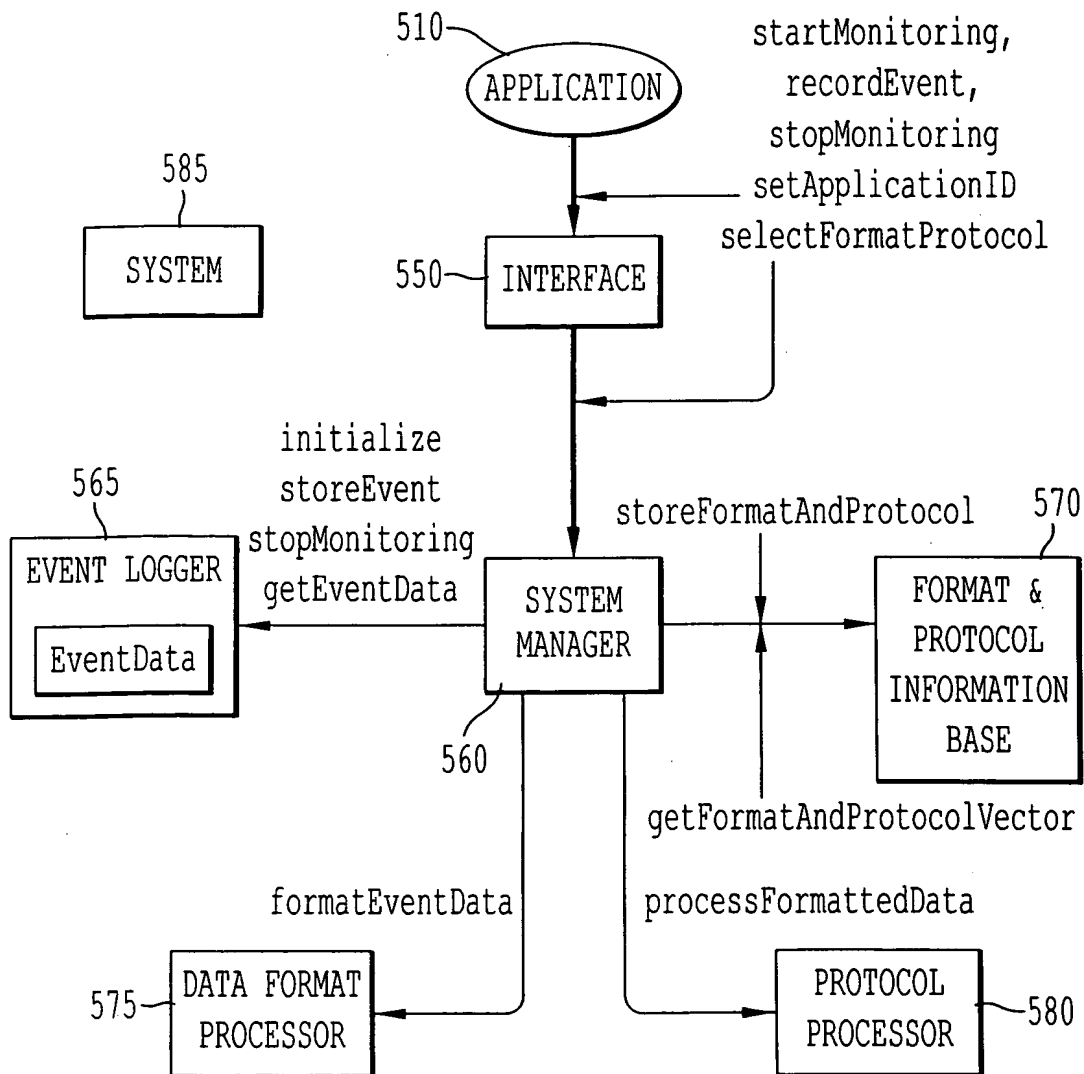 510
APPLICATION
startMonitoring,
recordEvent,
stopMonitoring
setApplicationID
selectFormatProtocol
585
SYSTEM
550
INTERFACE
initialize
storeEvent
stopMonitoring
getEventData
565
EVENT LOGGER
EventData
SYSTEM
MANAGER
560
storeFormatAndProtocol
570
FORMAT &
PROTOCOL
INFORMATION
BASE
getFormatAndProtocolVector
formatEventData
processFormattedData
575
DATA FORMAT
PROCESSOR
PROTOCOL
PROCESSOR
580